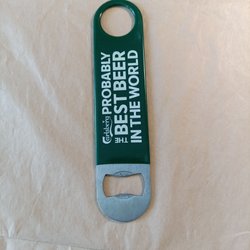 Carlsberg
PROBABLY
THE BEST BEER
IN THE WORLD